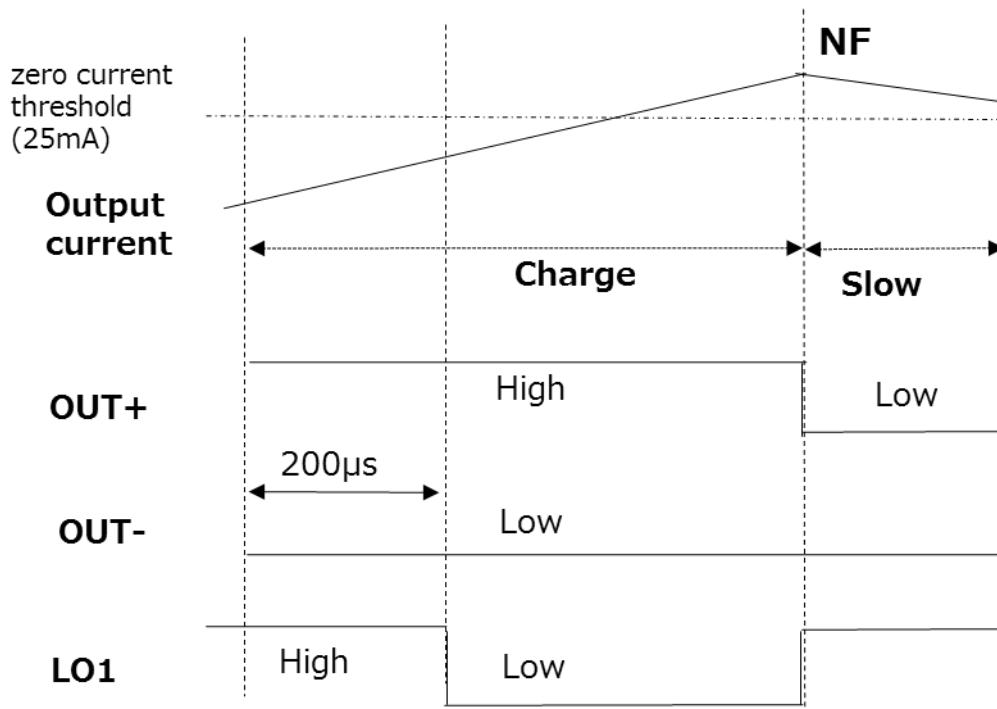 NF
zero current
threshold
(25mA)
Output
current
Charge
Slow
OUT+
High
Low
200μs
OUT-
Low
LO1
High
Low